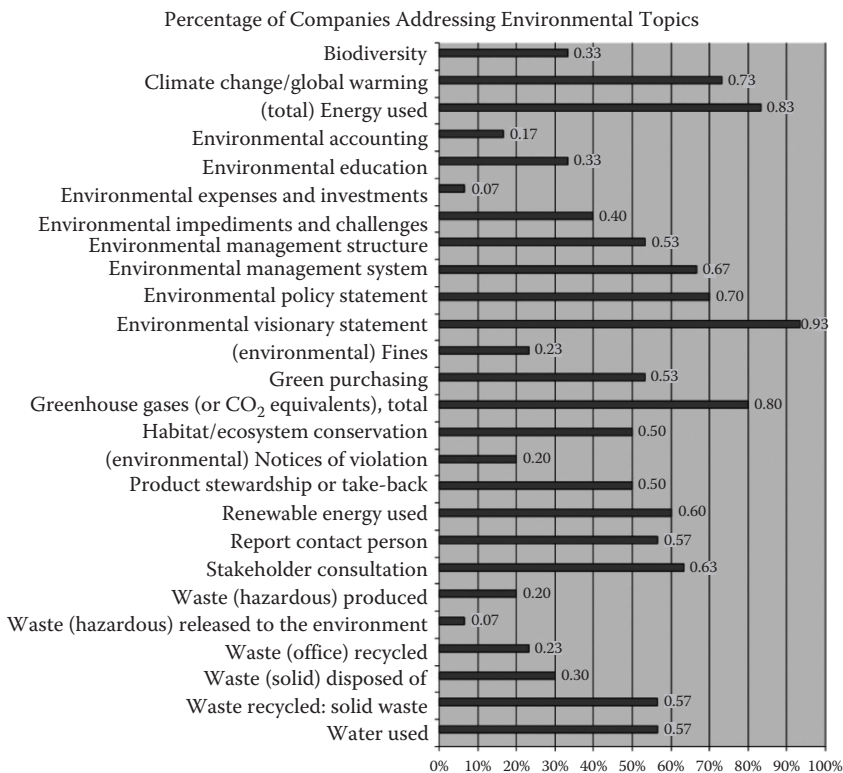 Percentage of Companies Addressing Environmental Topics
Biodiversity 0.33
Climate change/global warming 0.73
(total) Energy used 0.83
Environmental accounting 0.17
Environmental education 0.33
Environmental expenses and investments 0.07
Environmental impediments and challenges 0.40
Environmental management structure 0.53
Environmental management system 0.67
Environmental policy statement 0.70
Environmental visionary statement 0.93
(environmental) Fines 0.23
Green purchasing 0.53
Greenhouse gases (or CO₂ equivalents), total 0.80
Habitat/ecosystem conservation 0.50
(environmental) Notices of violation 0.20
Product stewardship or take-back 0.50
Renewable energy used 0.60
Report contact person 0.57
Stakeholder consultation 0.63
Waste (hazardous) produced 0.20
Waste (hazardous) released to the environment 0.07
Waste (office) recycled 0.23
Waste (solid) disposed of 0.30
Waste recycled: solid waste 0.57
Water used 0.57
0% 10% 20% 30% 40% 50% 60% 70% 80% 90% 100%